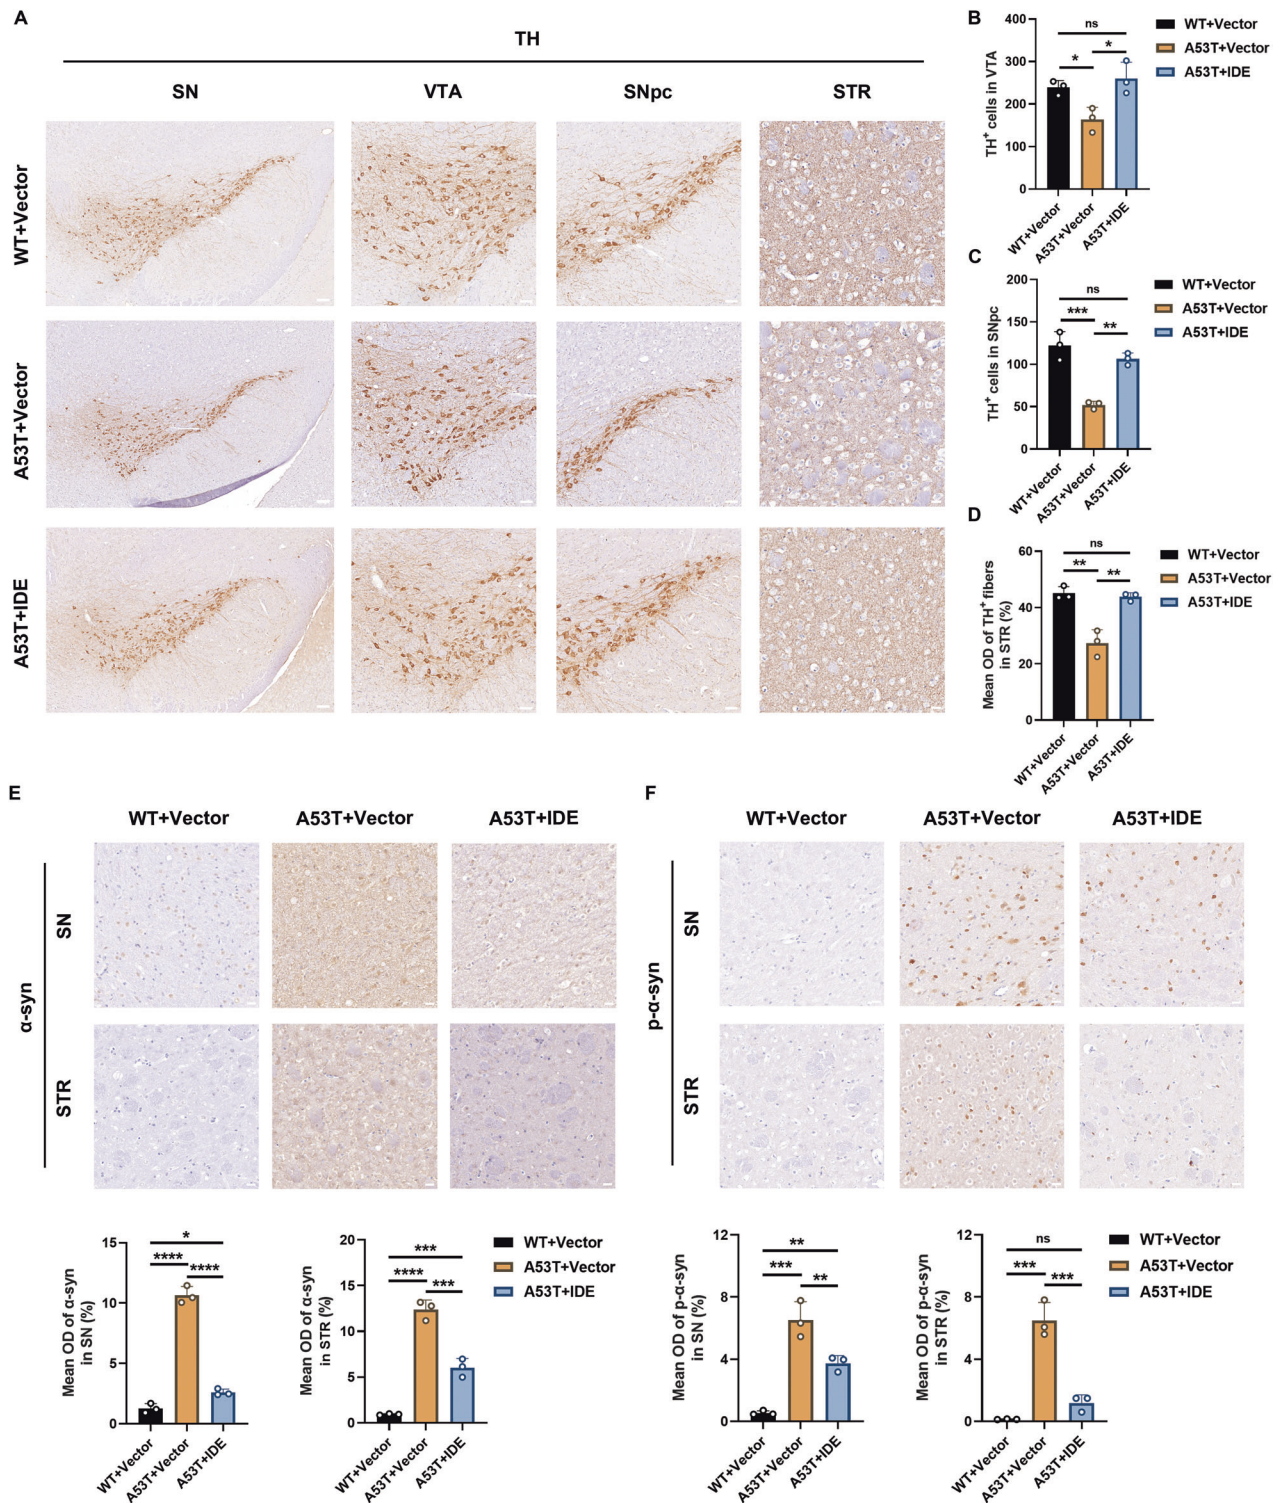 A
TH
SN
VTA
SNpc
STR
WT+Vector
A53T+Vector
A53T+IDE
B
400
300
200
100
0
TH⁺ cells in VTA
ns
*
*
WT+Vector
A53T+Vector
A53T+IDE
WT+Vector
A53T+Vector
A53T+IDE
C
200
150
100
50
0
TH⁺ cells in SNpc
ns
***
**
WT+Vector
A53T+Vector
A53T+IDE
WT+Vector
A53T+Vector
A53T+IDE
D
60
40
20
0
Mean OD of TH⁺ fibers
in STR (%)
ns
**
**
WT+Vector
A53T+Vector
A53T+IDE
WT+Vector
A53T+Vector
A53T+IDE
E
WT+Vector
A53T+Vector
A53T+IDE
α-syn
SN
STR
15
10
5
0
Mean OD of α-syn
in SN (%)
*
****
****
WT+Vector
A53T+Vector
A53T+IDE
20
15
10
5
0
Mean OD of α-syn
in STR (%)
***
****
***
WT+Vector
A53T+Vector
A53T+IDE
WT+Vector
A53T+Vector
A53T+IDE
F
WT+Vector
A53T+Vector
A53T+IDE
p-α-syn
SN
STR
12
8
4
0
Mean OD of p-α-syn
in SN (%)
**
***
**
WT+Vector
A53T+Vector
A53T+IDE
12
8
4
0
Mean OD of p-α-syn
in STR (%)
ns
***
***
WT+Vector
A53T+Vector
A53T+IDE
WT+Vector
A53T+Vector
A53T+IDE